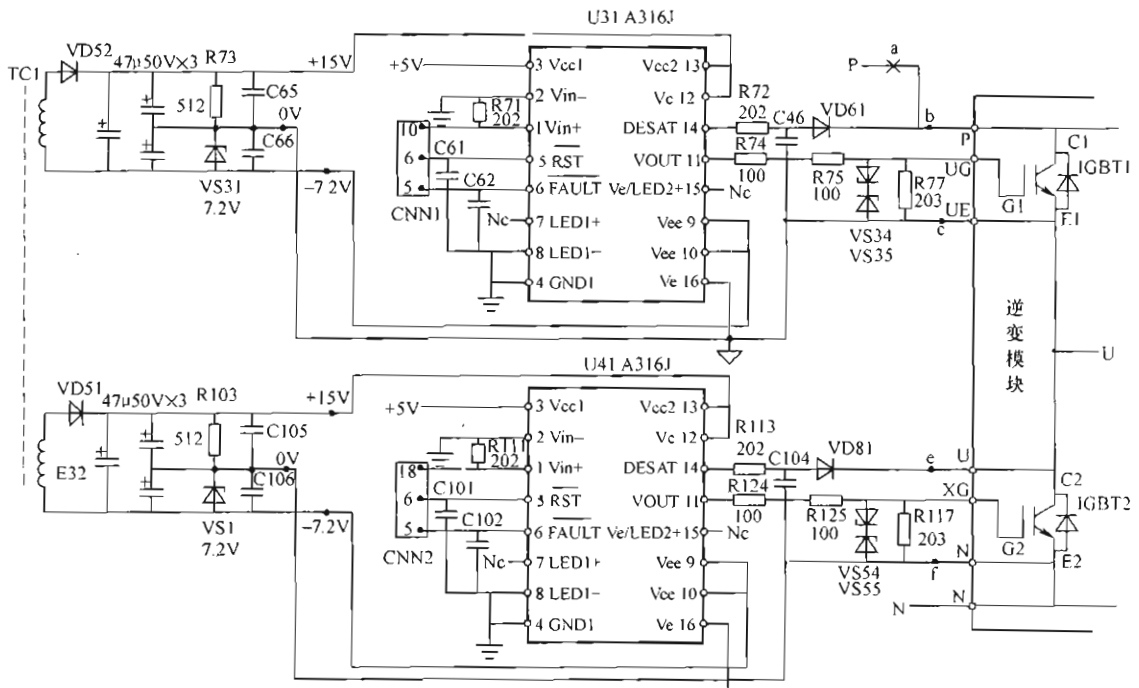 U31 A316J
TC1
VD52
47μ50V×3
R73
512
C65
0V
C66
+15V
-7.2V
VS31
7.2V
+5V
R71
202
10
6
5
CNN1
C61
C62
Nc
3 Vcc1
2 Vin-
1 Vin+
5 RST
6 FAULT
7 LED1+
8 LED1-
4 GND1
Vcc2 13
Vc 12
DESAT 14
VOUT 11
Ve/LED2+15
Vee 9
Vee 10
Ve 16
Nc
R72
202
C46
VD61
R74
100
R75
100
VS34
VS35
R77
203
a
P
b
P
UG
UE
c
C1
IGBT1
G1
E1
逆变模块
U
U41 A316J
VD51
47μ50V×3
R103
512
C105
0V
C106
E32
+15V
-7.2V
VS1
7.2V
+5V
R111
202
18
6
5
CNN2
C101
C102
Nc
3 Vcc1
2 Vin-
1 Vin+
5 RST
6 FAULT
7 LED1+
8 LED1-
4 GND1
Vcc2 13
Vc 12
DESAT 14
VOUT 11
Ve/LED2+15
Vee 9
Vee 10
Ve 16
Nc
R113
202
C104
VD81
R124
100
R125
100
VS54
VS55
R117
203
e
U
XG
N
f
N
N
C2
IGBT2
G2
E2